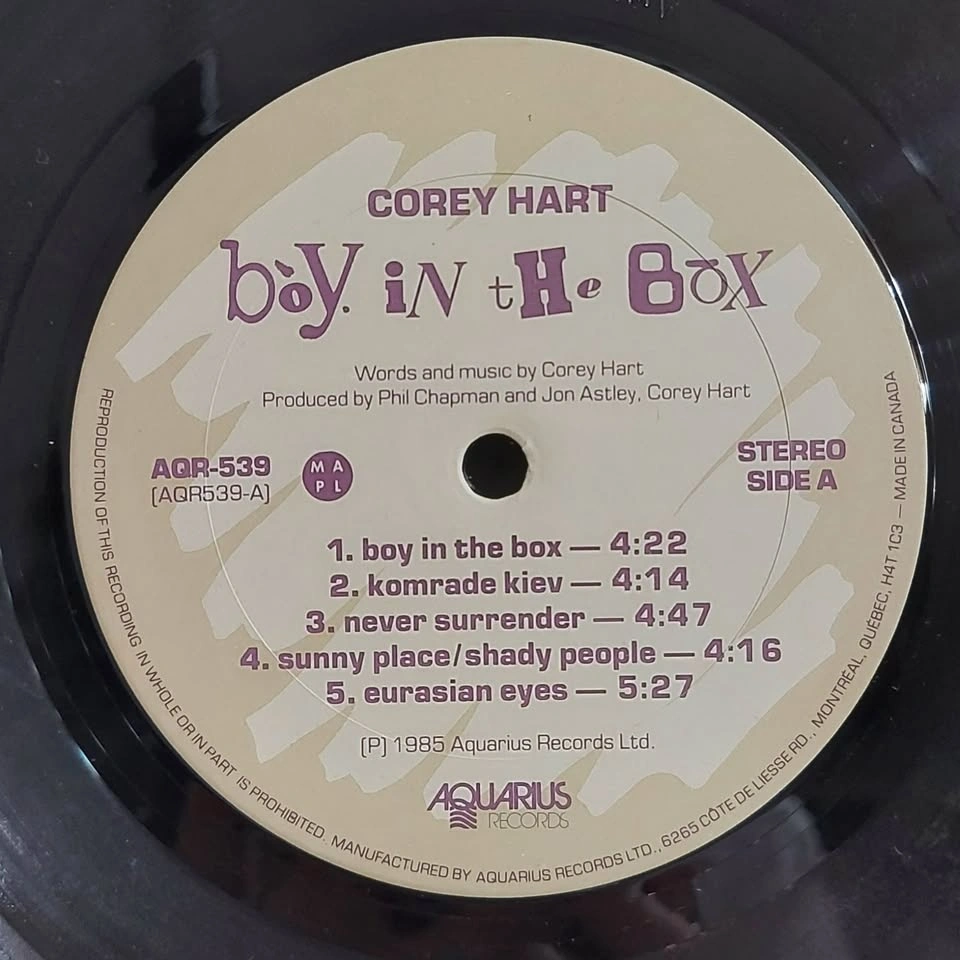 COREY HART
bòy. iN tHe BōX
Words and music by Corey Hart
Produced by Phil Chapman and Jon Astley, Corey Hart
AQR-539
[AQR539-A]
M A
P L
STEREO
SIDE A
1. boy in the box — 4:22
2. komrade kiev — 4:14
3. never surrender — 4:47
4. sunny place/shady people — 4:16
5. eurasian eyes — 5:27
[P] 1985 Aquarius Records Ltd.
AQUARIUS
RECORDS
REPRODUCTION OF THIS RECORDING IN WHOLE OR IN PART IS PROHIBITED. MANUFACTURED BY AQUARIUS RECORDS LTD., 6265 CÔTE DE LIESSE RD., MONTRÉAL, QUÉBEC, H4T 1C3 — MADE IN CANADA